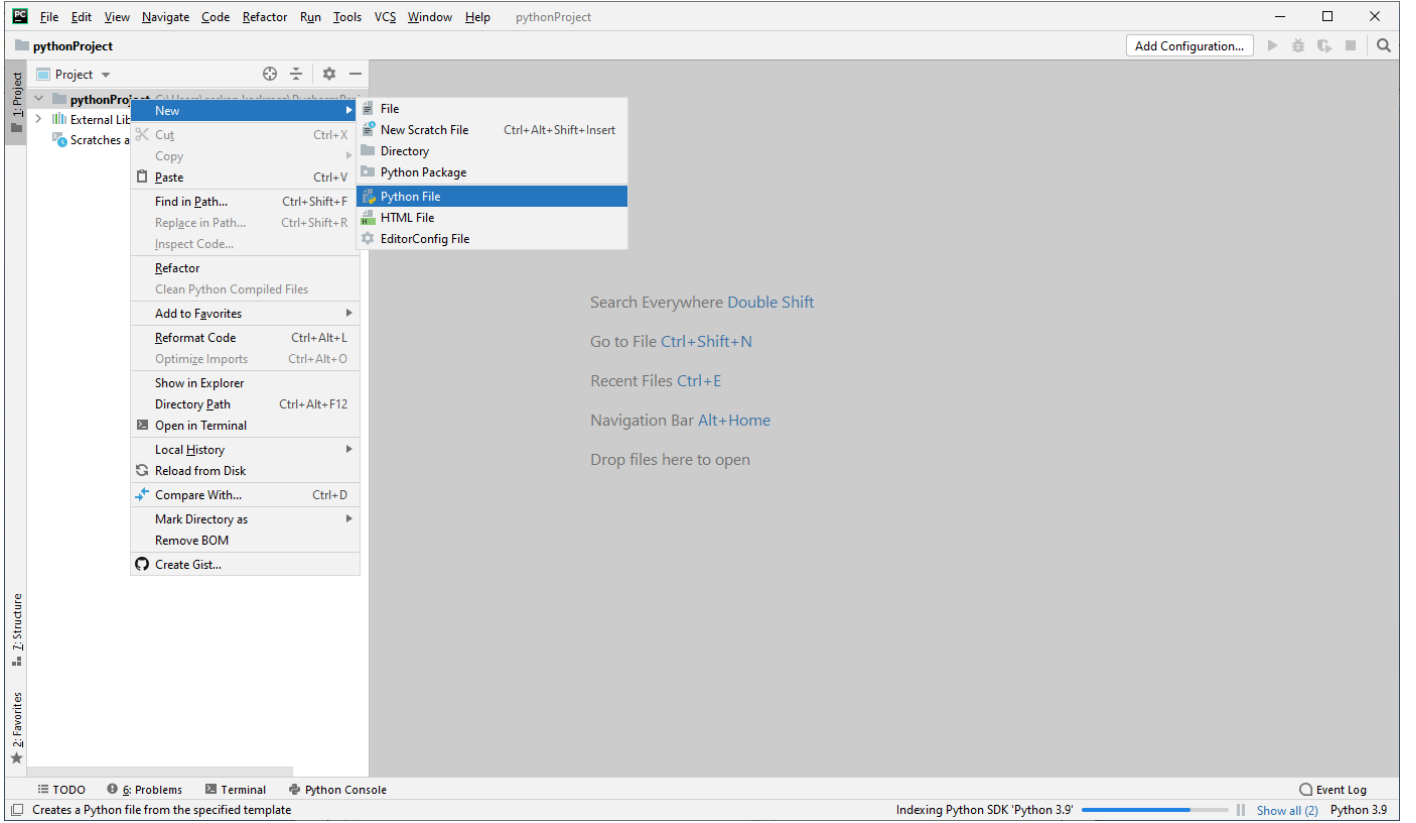 PC File Edit View Navigate Code Refactor Run Tools VCS Window Help pythonProject
pythonProject
Add Configuration...
1: Project
Project
pythonProject
External Lib
Scratches a
New
Cut Ctrl+X
Copy
Paste Ctrl+V
Find in Path... Ctrl+Shift+F
Replace in Path... Ctrl+Shift+R
Inspect Code...
Refactor
Clean Python Compiled Files
Add to Favorites
Reformat Code Ctrl+Alt+L
Optimize Imports Ctrl+Alt+O
Show in Explorer
Directory Path Ctrl+Alt+F12
Open in Terminal
Local History
Reload from Disk
Compare With... Ctrl+D
Mark Directory as
Remove BOM
Create Gist...
File
New Scratch File Ctrl+Alt+Shift+Insert
Directory
Python Package
Python File
HTML File
EditorConfig File
Search Everywhere Double Shift
Go to File Ctrl+Shift+N
Recent Files Ctrl+E
Navigation Bar Alt+Home
Drop files here to open
7: Structure
2: Favorites
TODO 6: Problems Terminal Python Console
Event Log
Creates a Python file from the specified template
Indexing Python SDK 'Python 3.9' Show all (2) Python 3.9